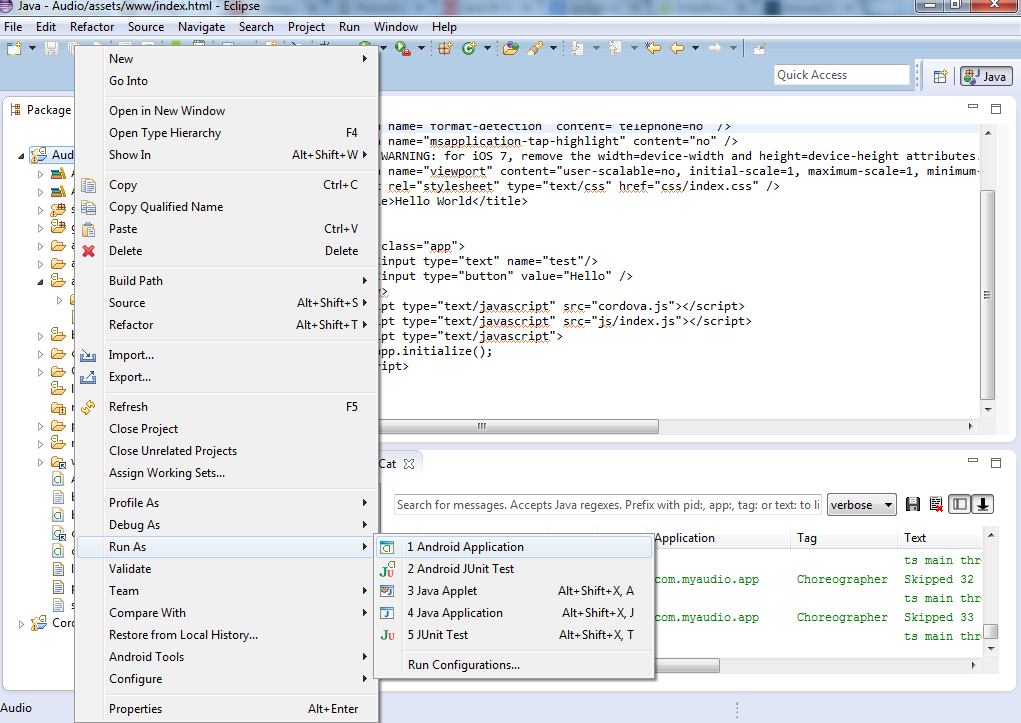 Java - Audio/assets/www/index.html - Eclipse
File Edit Refactor Source Navigate Search Project Run Window Help
Quick Access
Java
Package
Aud
New
Go Into
Open in New Window
Open Type Hierarchy F4
Show In Alt+Shift+W
Copy Ctrl+C
Copy Qualified Name
Paste Ctrl+V
Delete Delete
Build Path
Source Alt+Shift+S
Refactor Alt+Shift+T
Import...
Export...
Refresh F5
Close Project
Close Unrelated Projects
Assign Working Sets...
Profile As
Debug As
Run As
Validate
Team
Compare With
Restore from Local History...
Android Tools
Configure
Properties Alt+Enter
1 Android Application
2 Android JUnit Test
3 Java Applet Alt+Shift+X, A
4 Java Application Alt+Shift+X, J
5 JUnit Test Alt+Shift+X, T
Run Configurations...
name="format-detection" content="telephone=no" />
name="msapplication-tap-highlight" content="no" />
WARNING: for iOS 7, remove the width=device-width and height=device-height attributes.
name="viewport" content="user-scalable=no, initial-scale=1, maximum-scale=1, minimum-
rel="stylesheet" type="text/css" href="css/index.css" />
le>Hello World</title>
class="app">
input type="text" name="test"/>
input type="button" value="Hello" />
>
pt type="text/javascript" src="cordova.js"></script>
pt type="text/javascript" src="js/index.js"></script>
pt type="text/javascript">
pp.initialize();
ript>
Cat
Search for messages. Accepts Java regexes. Prefix with pid:, app:, tag: or text: to li
verbose
Application Tag Text
ts main thr
com.myaudio.app Choreographer Skipped 32
ts main thr
com.myaudio.app Choreographer Skipped 33
ts main thr
Cord
Audio